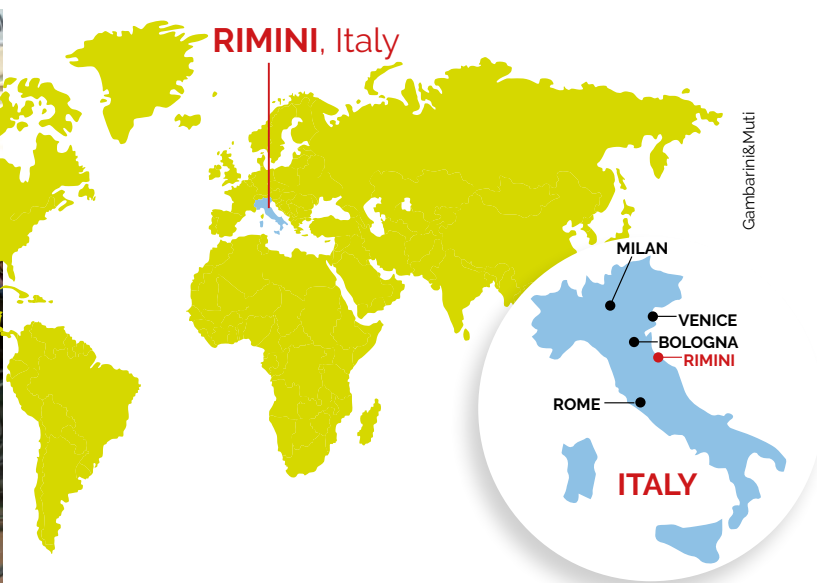 RIMINI, Italy
Gambarini&Muti
MILAN
VENICE
BOLOGNA
RIMINI
ROME
ITALY